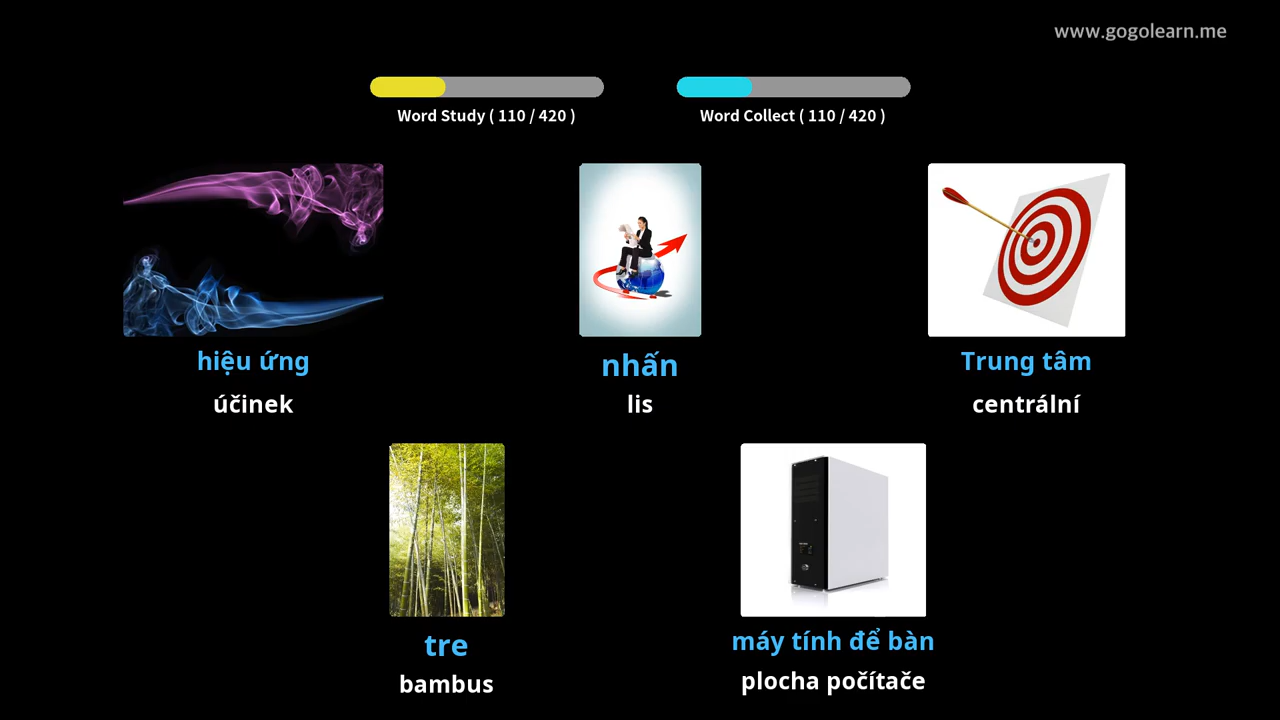 www.gogolearn.me
Word Study ( 110 / 420 )
Word Collect ( 110 / 420 )
hiệu ứng
účinek
nhấn
lis
Trung tâm
centrální
tre
bambus
máy tính để bàn
plocha počítače